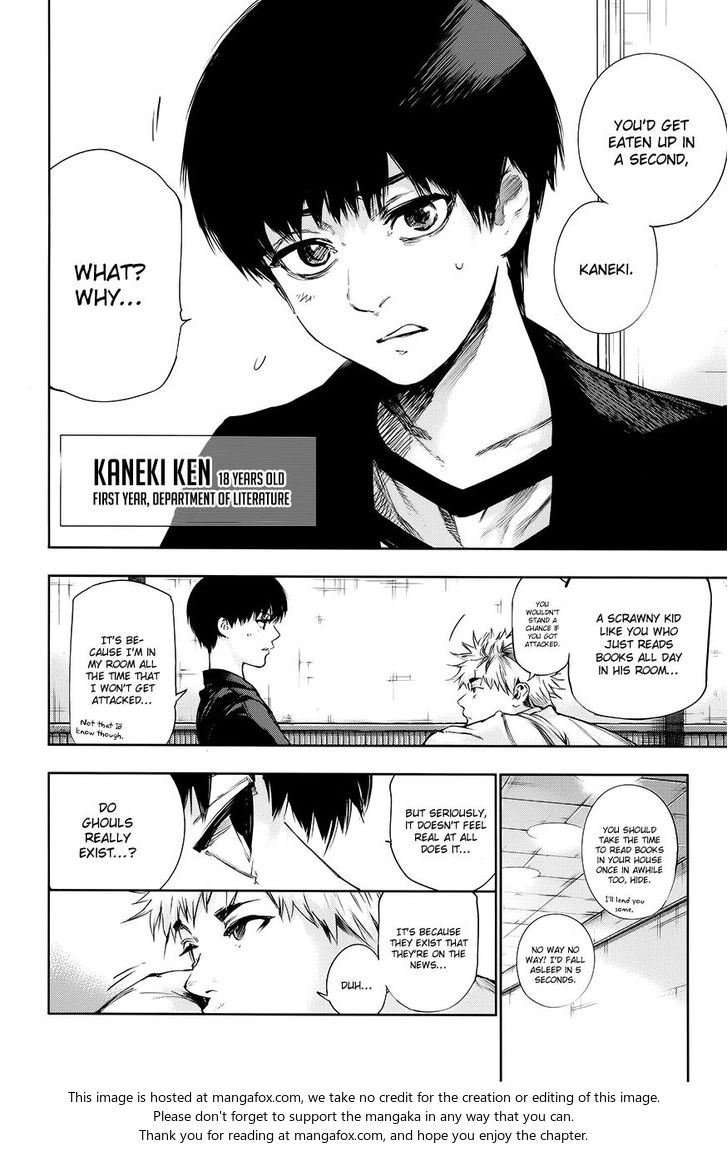 YOU'D GET
EATEN UP IN
A SECOND,
KANEKI.
WHAT?
WHY...
KANEKI KEN 18 YEARS OLD
FIRST YEAR, DEPARTMENT OF LITERATURE
A SCRAWNY KID
LIKE YOU WHO
JUST READS
BOOKS ALL DAY
IN HIS ROOM...
YOU
WOULDN'T
STAND A
CHANCE IF
YOU GOT
ATTACKED.
IT'S BE-
CAUSE I'M IN
MY ROOM ALL
THE TIME THAT
I WON'T GET
ATTACKED...
Not that I'd
know though.
YOU SHOULD
TAKE THE TIME
TO READ BOOKS
IN YOUR HOUSE
ONCE IN AWHILE
TOO, HIDE.
I'll lend you
some.
NO WAY NO
WAY! I'D FALL
ASLEEP IN 5
SECONDS.
BUT SERIOUSLY,
IT DOESN'T FEEL
REAL AT ALL
DOES IT...
DO
GHOULS
REALLY
EXIST...?
IT'S BECAUSE
THEY EXIST THAT
THEY'RE ON THE
NEWS...
DUH...
This image is hosted at mangafox.com, we take no credit for the creation or editing of this image.
Please don't forget to support the mangaka in any way that you can.
Thank you for reading at mangafox.com, and hope you enjoy the chapter.